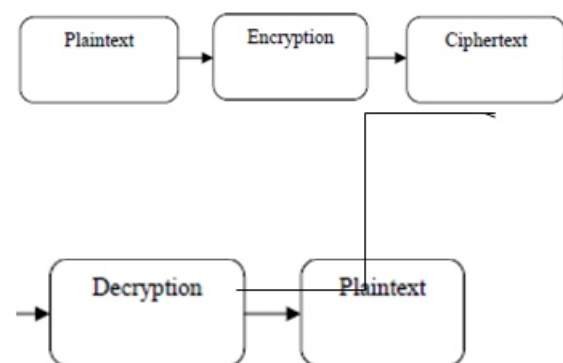 Plaintext
Encryption
Ciphertext
Decryption
Plaintext